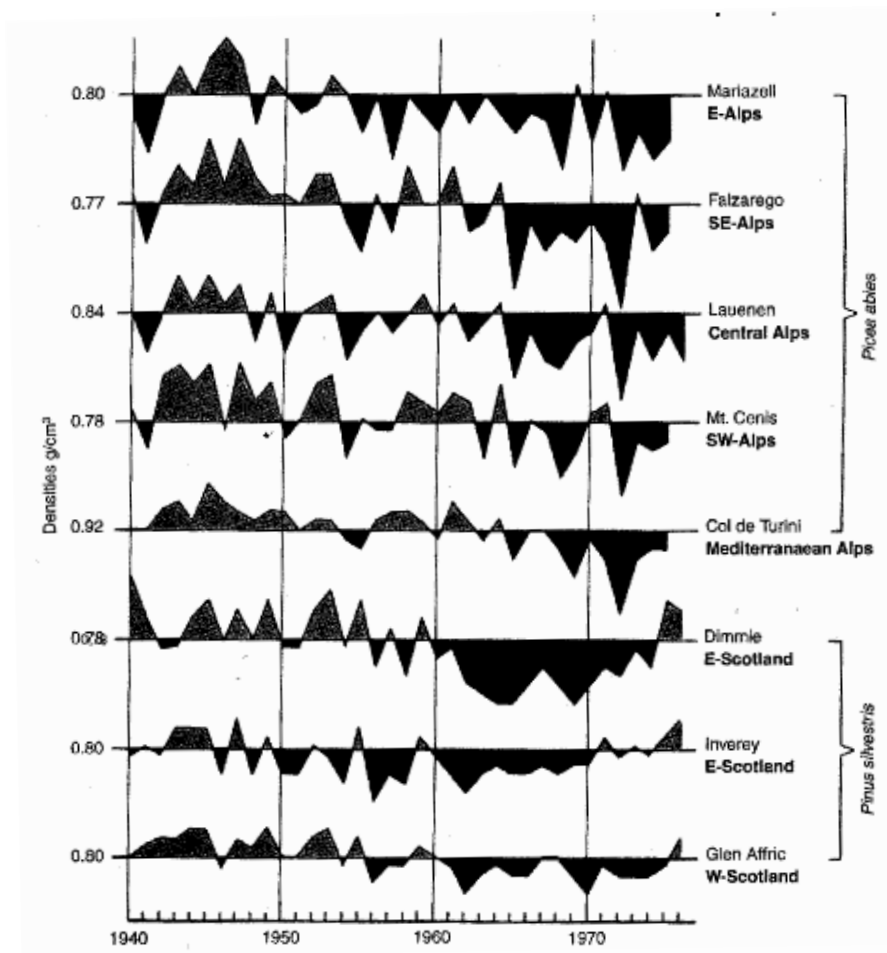 0.80
Mariazell
E-Alps
0.77
Falzarego
SE-Alps
0.84
Lauenen
Central Alps
0.78
Mt. Cenis
SW-Alps
0.92
Col de Turini
Mediterranaean Alps
Dimmie
E-Scotland
0.80
Inverey
E-Scotland
0.80
Glen Affric
W-Scotland
Densities g/cm³
Picea abies
Pinus silvestris
1940 1950 1960 1970